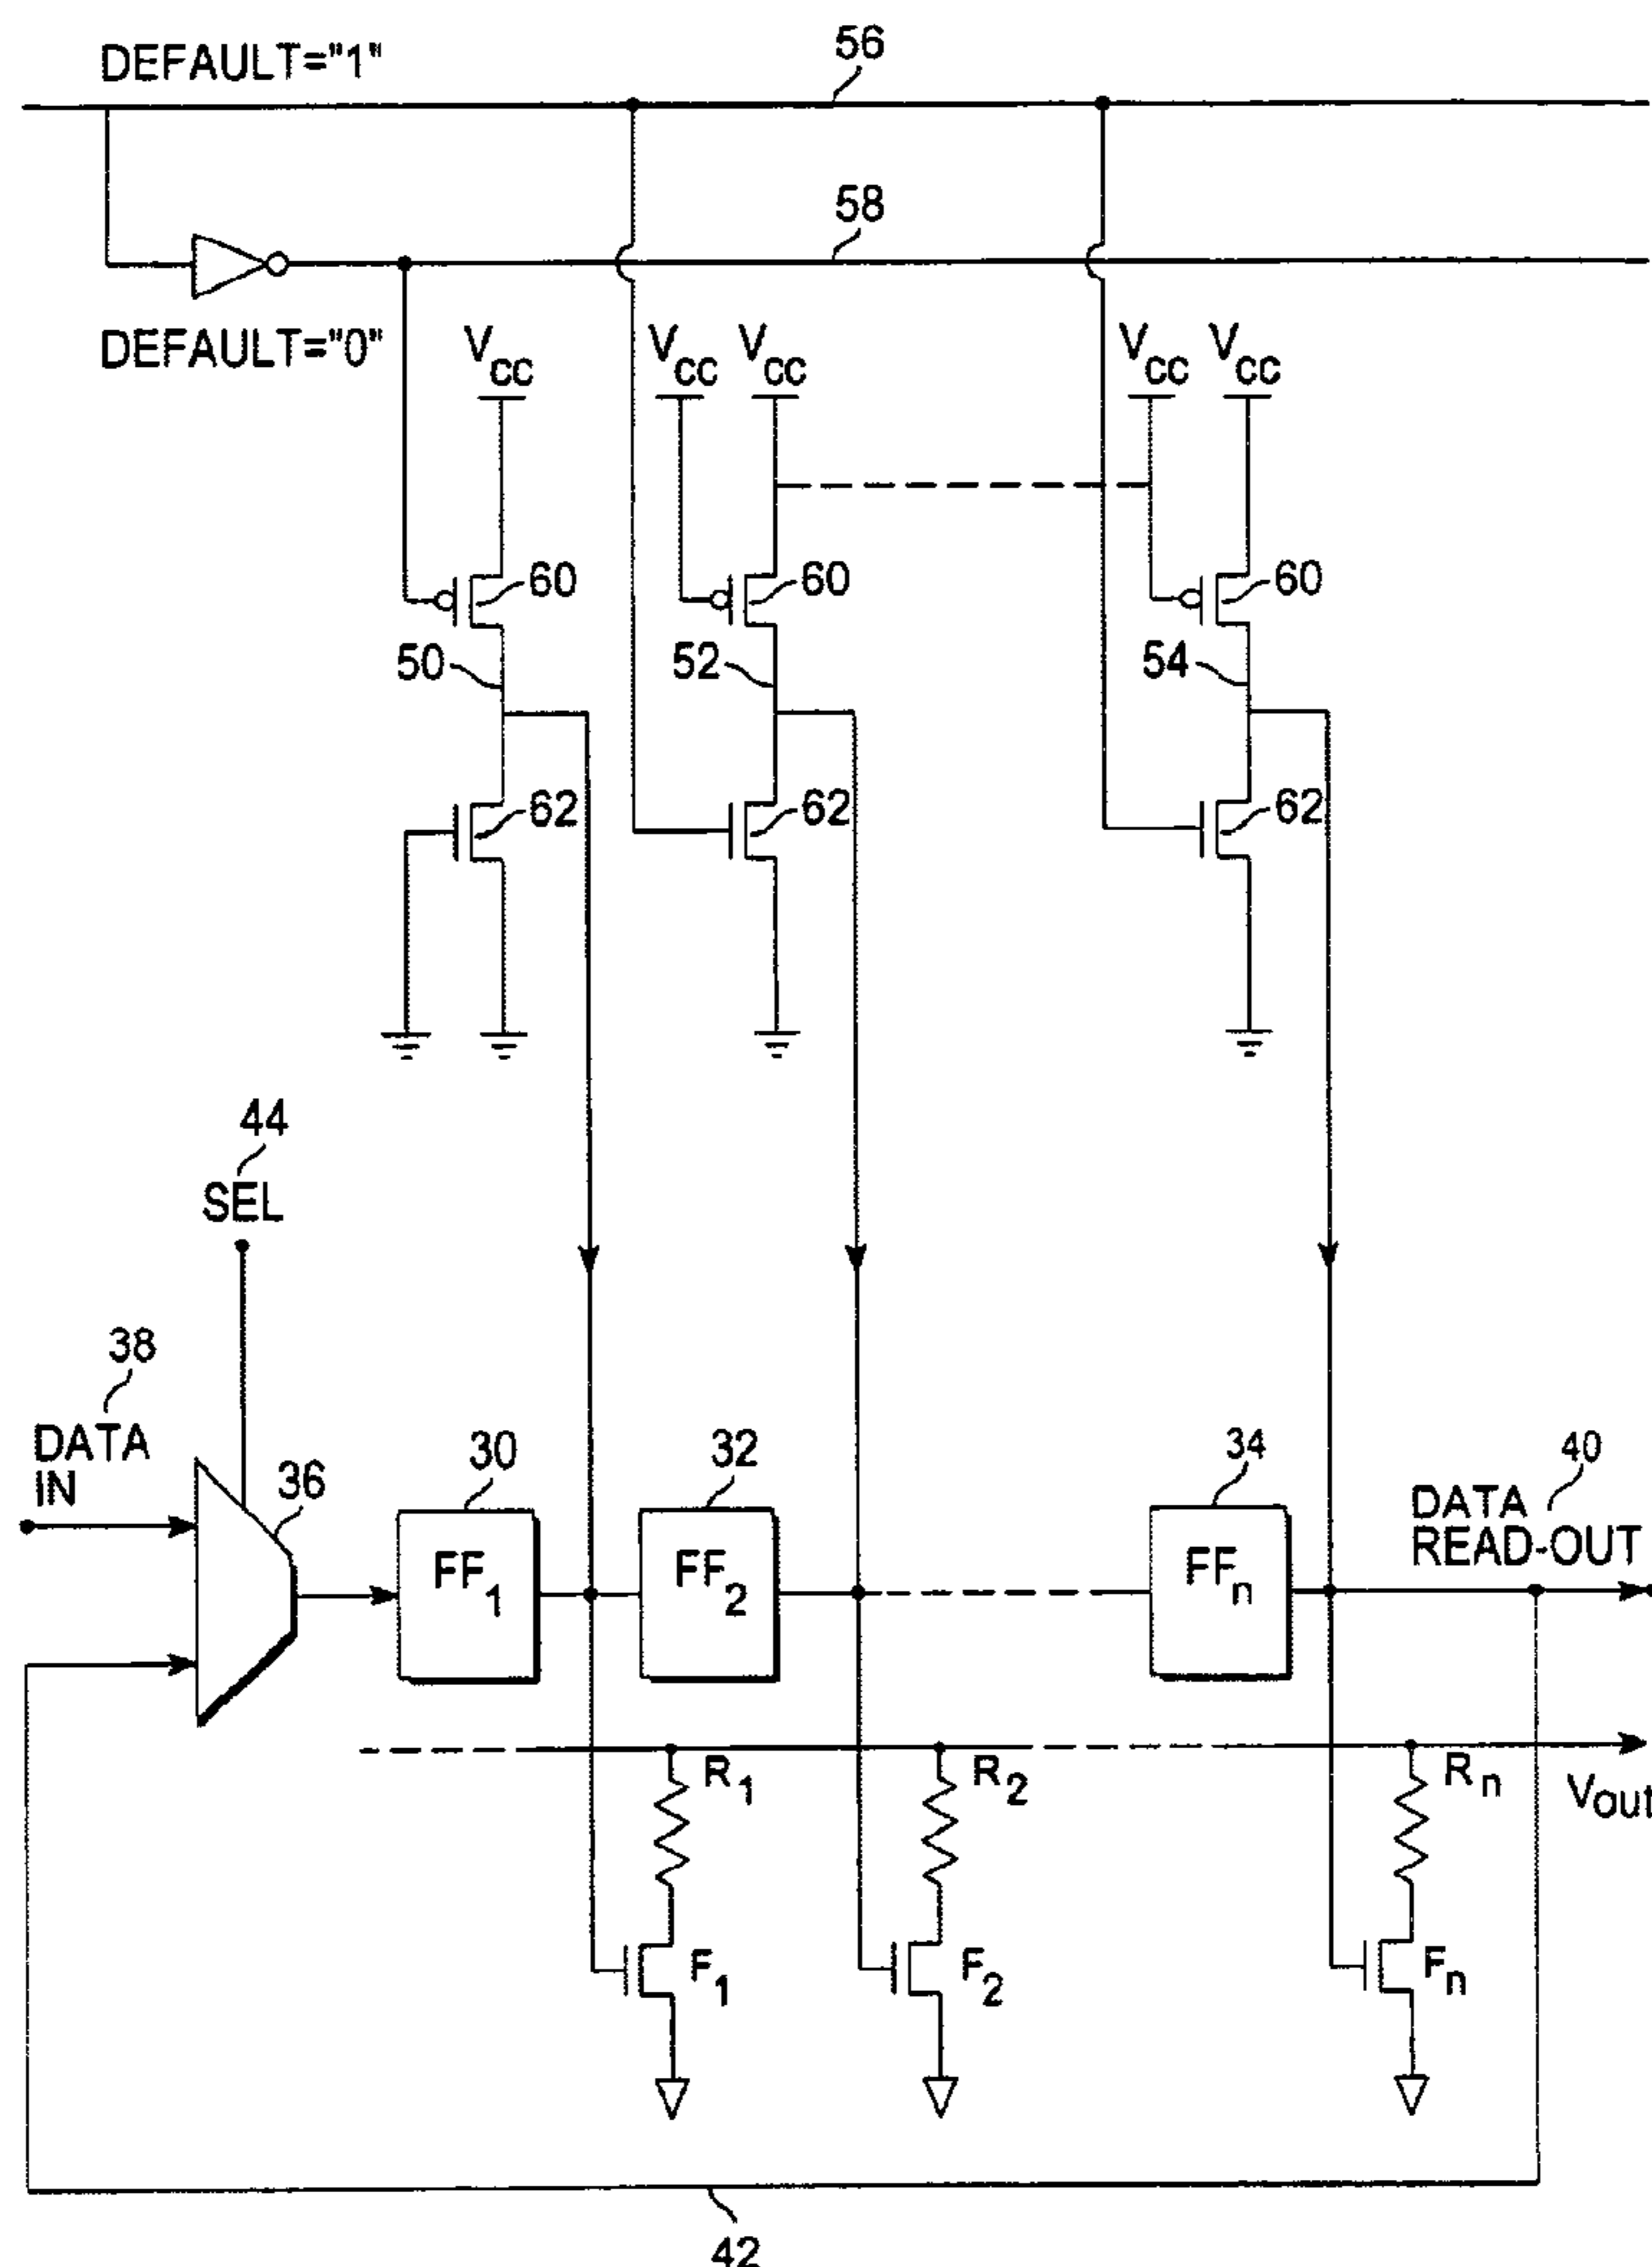 56
DEFAULT="1"
58
DEFAULT="0"
VCC
VCC
VCC
VCC
VCC
60
60
60
50
52
54
62
62
62
44
SEL
38
DATA
IN
36
30
32
34
40
DATA
READ-OUT
FF1
FF2
FFn
R1
R2
Rn
Vout
F1
F2
Fn
42